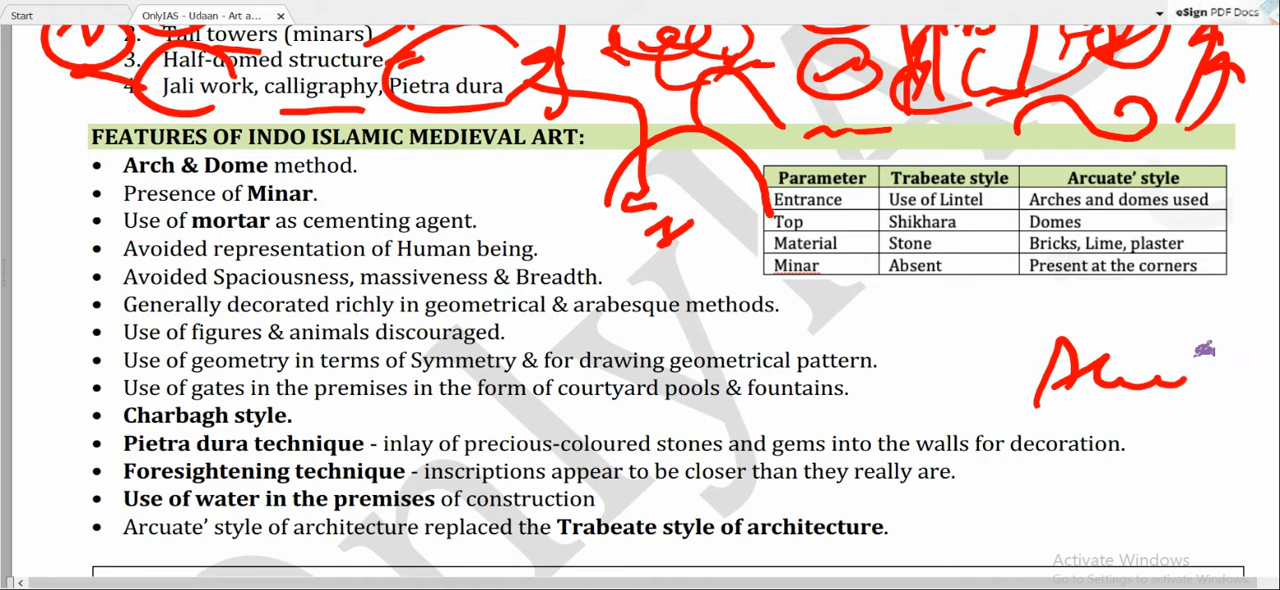 Start
OnlyIAS - Udaan - Art a... ×
eSign PDF Docs
2. Tall towers (minars)
3. Half-domed structure
4. Jali work, calligraphy, Pietra dura
FEATURES OF INDO ISLAMIC MEDIEVAL ART:
• Arch & Dome method.
• Presence of Minar.
• Use of mortar as cementing agent.
• Avoided representation of Human being.
• Avoided Spaciousness, massiveness & Breadth.
• Generally decorated richly in geometrical & arabesque methods.
• Use of figures & animals discouraged.
• Use of geometry in terms of Symmetry & for drawing geometrical pattern.
• Use of gates in the premises in the form of courtyard pools & fountains.
• Charbagh style.
• Pietra dura technique - inlay of precious-coloured stones and gems into the walls for decoration.
• Foresightening technique - inscriptions appear to be closer than they really are.
• Use of water in the premises of construction
• Arcuate’ style of architecture replaced the Trabeate style of architecture.
Parameter Trabeate style Arcuate’ style
Entrance Use of Lintel Arches and domes used
Top Shikhara Domes
Material Stone Bricks, Lime, plaster
Minar Absent Present at the corners
Activate Windows
Go to Settings to activate Windows.